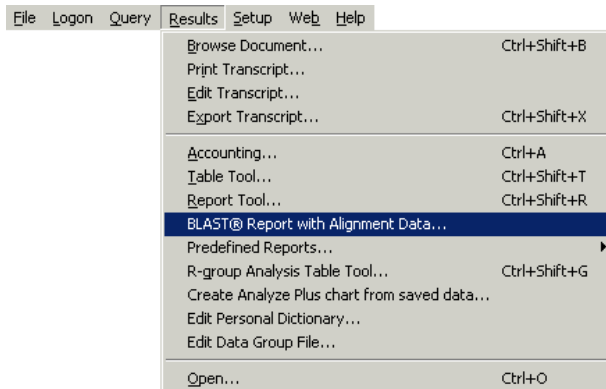 File Logon Query Results Setup Web Help
Browse Document... Ctrl+Shift+B
Print Transcript...
Edit Transcript...
Export Transcript... Ctrl+Shift+X
Accounting... Ctrl+A
Table Tool... Ctrl+Shift+T
Report Tool... Ctrl+Shift+R
BLAST® Report with Alignment Data...
Predefined Reports...
R-group Analysis Table Tool... Ctrl+Shift+G
Create Analyze Plus chart from saved data...
Edit Personal Dictionary...
Edit Data Group File...
Open... Ctrl+O